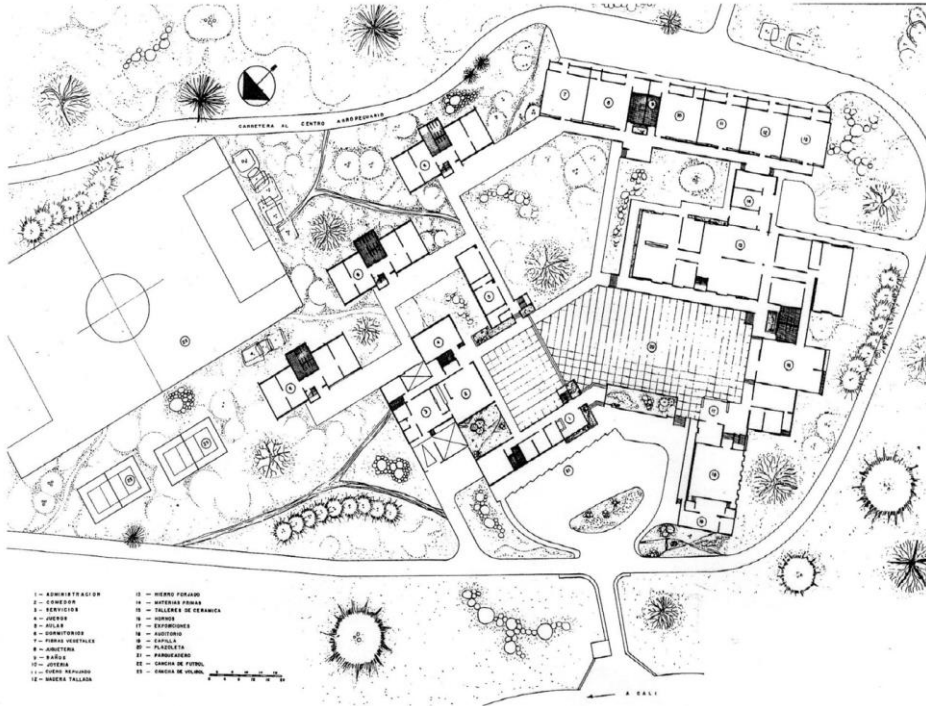 CARRETERA AL CENTRO AGROPECUARIO
1 — ADMINISTRACION
2 — COMEDOR
3 — SERVICIOS
4 — JUEGOS
5 — AULAS
6 — DORMITORIOS
7 — FIBRAS VEGETALES
8 — JUGUETERIA
9 — BAÑOS
10 — JOYERIA
11 — CUERO REPUJADO
12 — MADERA TALLADA
13 — HIERRO FORJADO
14 — MATERIAS PRIMAS
15 — TALLERES DE CERAMICA
16 — HORNOS
17 — EXPOSICIONES
18 — AUDITORIO
19 — CAPILLA
20 — PLAZOLETA
21 — PARQUEADERO
22 — CANCHA DE FUTBOL
23 — CANCHA DE VOLIBOL
A CALI